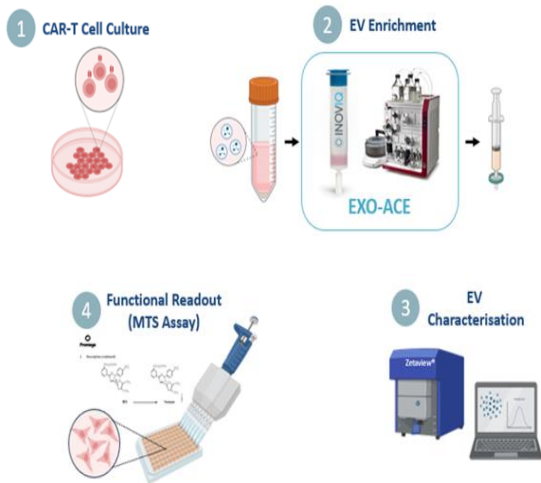 1
CAR-T Cell Culture
2
EV Enrichment
INOVIQ
EXO-ACE
4
Functional Readout
(MTS Assay)
Promega
3
EV
Characterisation
Zetaview®